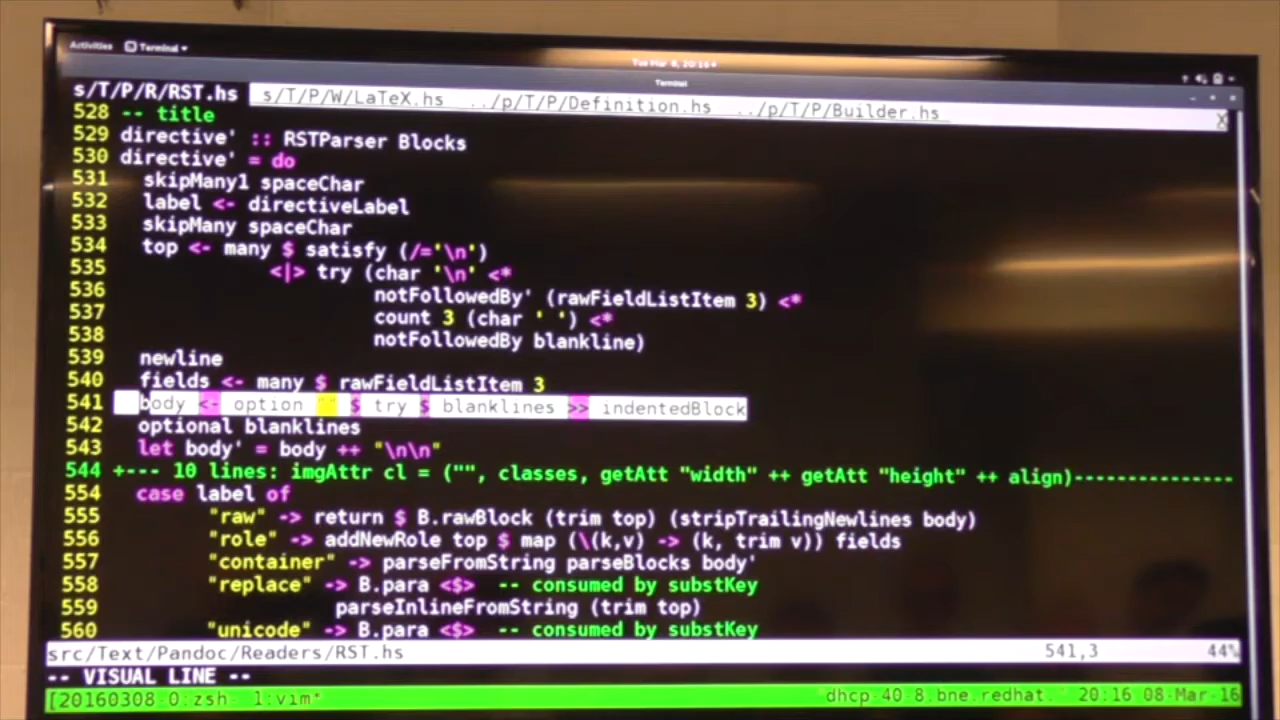 Activities Terminal
Tue Mar 8, 20:16
Terminal
s/T/P/R/RST.hs s/T/P/W/LaTeX.hs ../p/T/P/Definition.hs ../p/T/P/Builder.hs X
528 -- title
529 directive' :: RSTParser Blocks
530 directive' = do
531 skipMany1 spaceChar
532 label <- directiveLabel
533 skipMany spaceChar
534 top <- many $ satisfy (/='\n')
535 <|> try (char '\n' <*
536 notFollowedBy' (rawFieldListItem 3) <*
537 count 3 (char ' ') <*
538 notFollowedBy blankline)
539 newline
540 fields <- many $ rawFieldListItem 3
541 body <- option "" $ try $ blanklines >> indentedBlock
542 optional blanklines
543 let body' = body ++ "\n\n"
544 +--- 10 lines: imgAttr cl = ("", classes, getAtt "width" ++ getAtt "height" ++ align)---------------
554 case label of
555 "raw" -> return $ B.rawBlock (trim top) (stripTrailingNewlines body)
556 "role" -> addNewRole top $ map (\(k,v) -> (k, trim v)) fields
557 "container" -> parseFromString parseBlocks body'
558 "replace" -> B.para <$> -- consumed by substKey
559 parseInlineFromString (trim top)
560 "unicode" -> B.para <$> -- consumed by substKey
src/Text/Pandoc/Readers/RST.hs 541,3 44%
-- VISUAL LINE --
[20160308 0:zsh- 1:vim* "dhcp-40-8.bne.redhat." 20:16 08-Mar-16